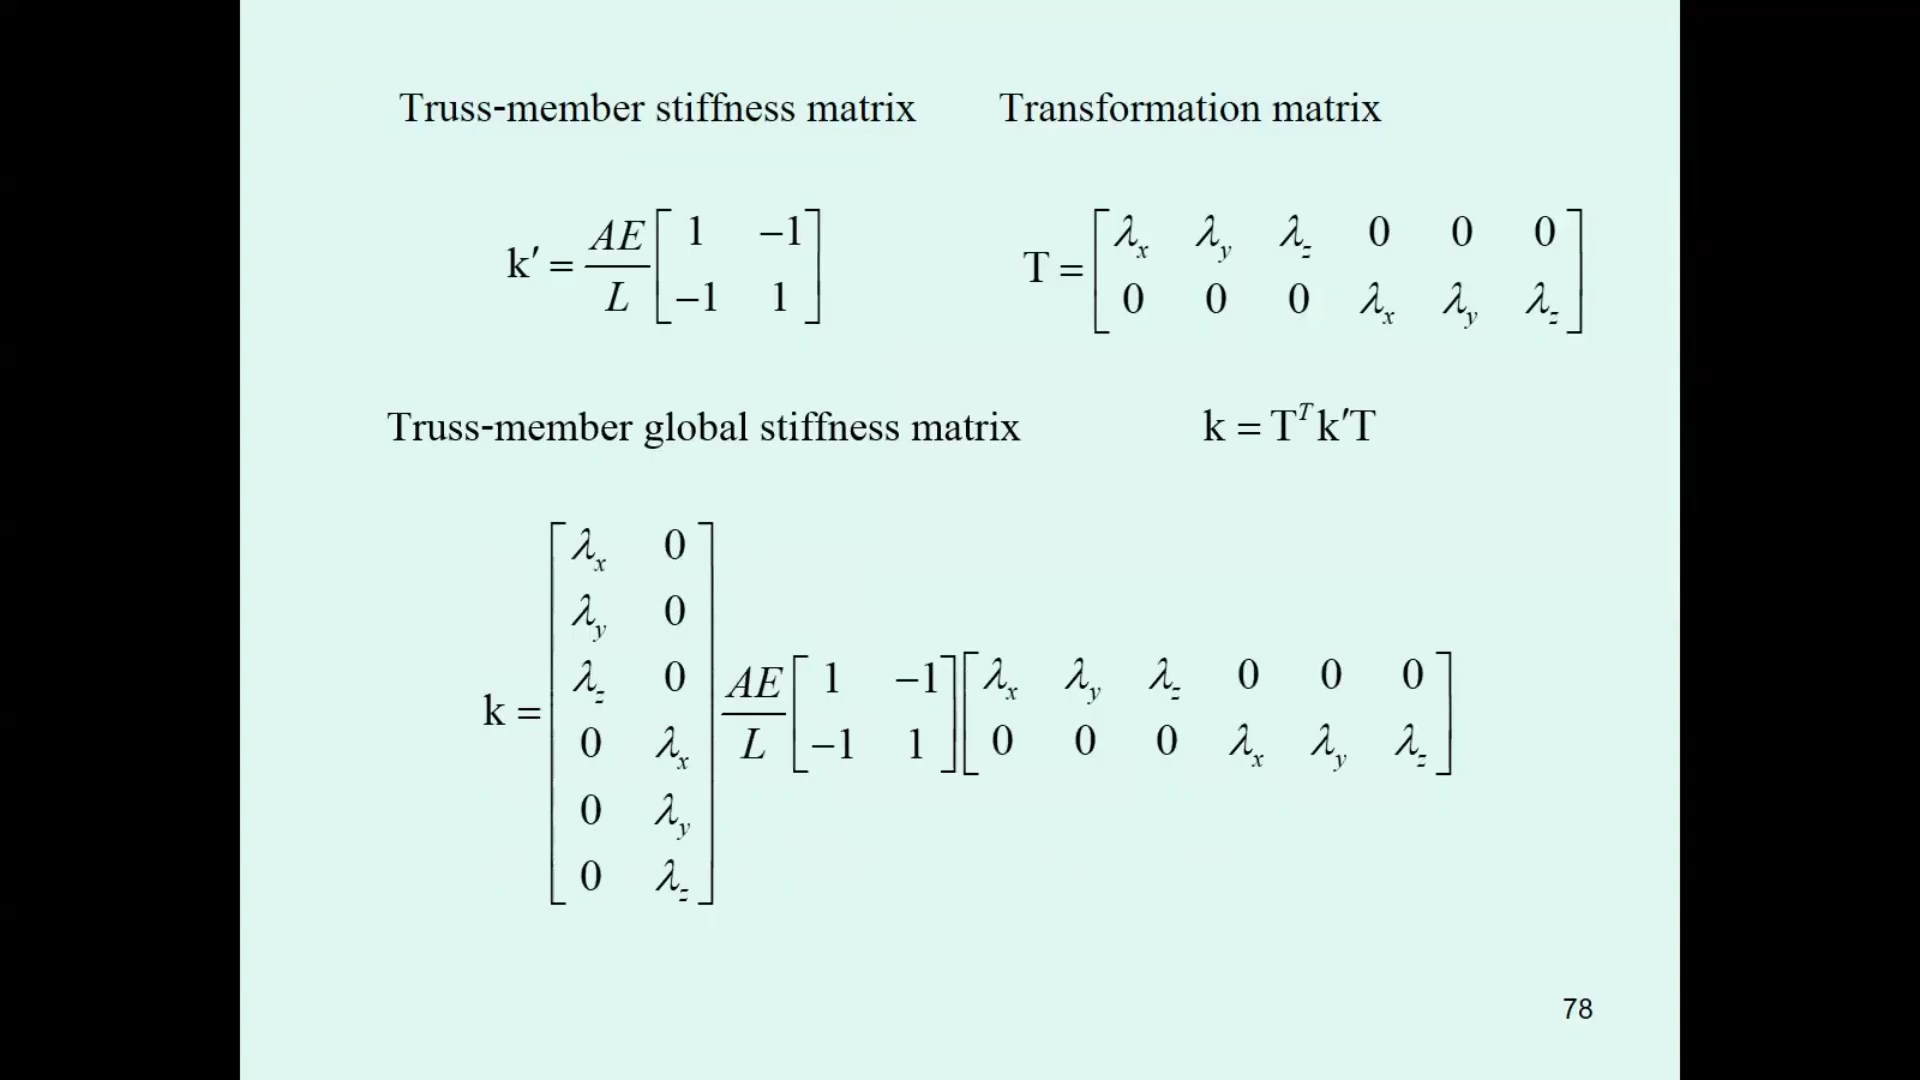 Truss-member stiffness matrix Transformation matrix
k′ = AE/L [1 −1; −1 1] T = [λx λy λz 0 0 0; 0 0 0 λx λy λz]
Truss-member global stiffness matrix k = T^T k′T
k = [λx 0; λy 0; λz 0; 0 λx; 0 λy; 0 λz] AE/L [1 −1; −1 1] [λx λy λz 0 0 0; 0 0 0 λx λy λz]
78